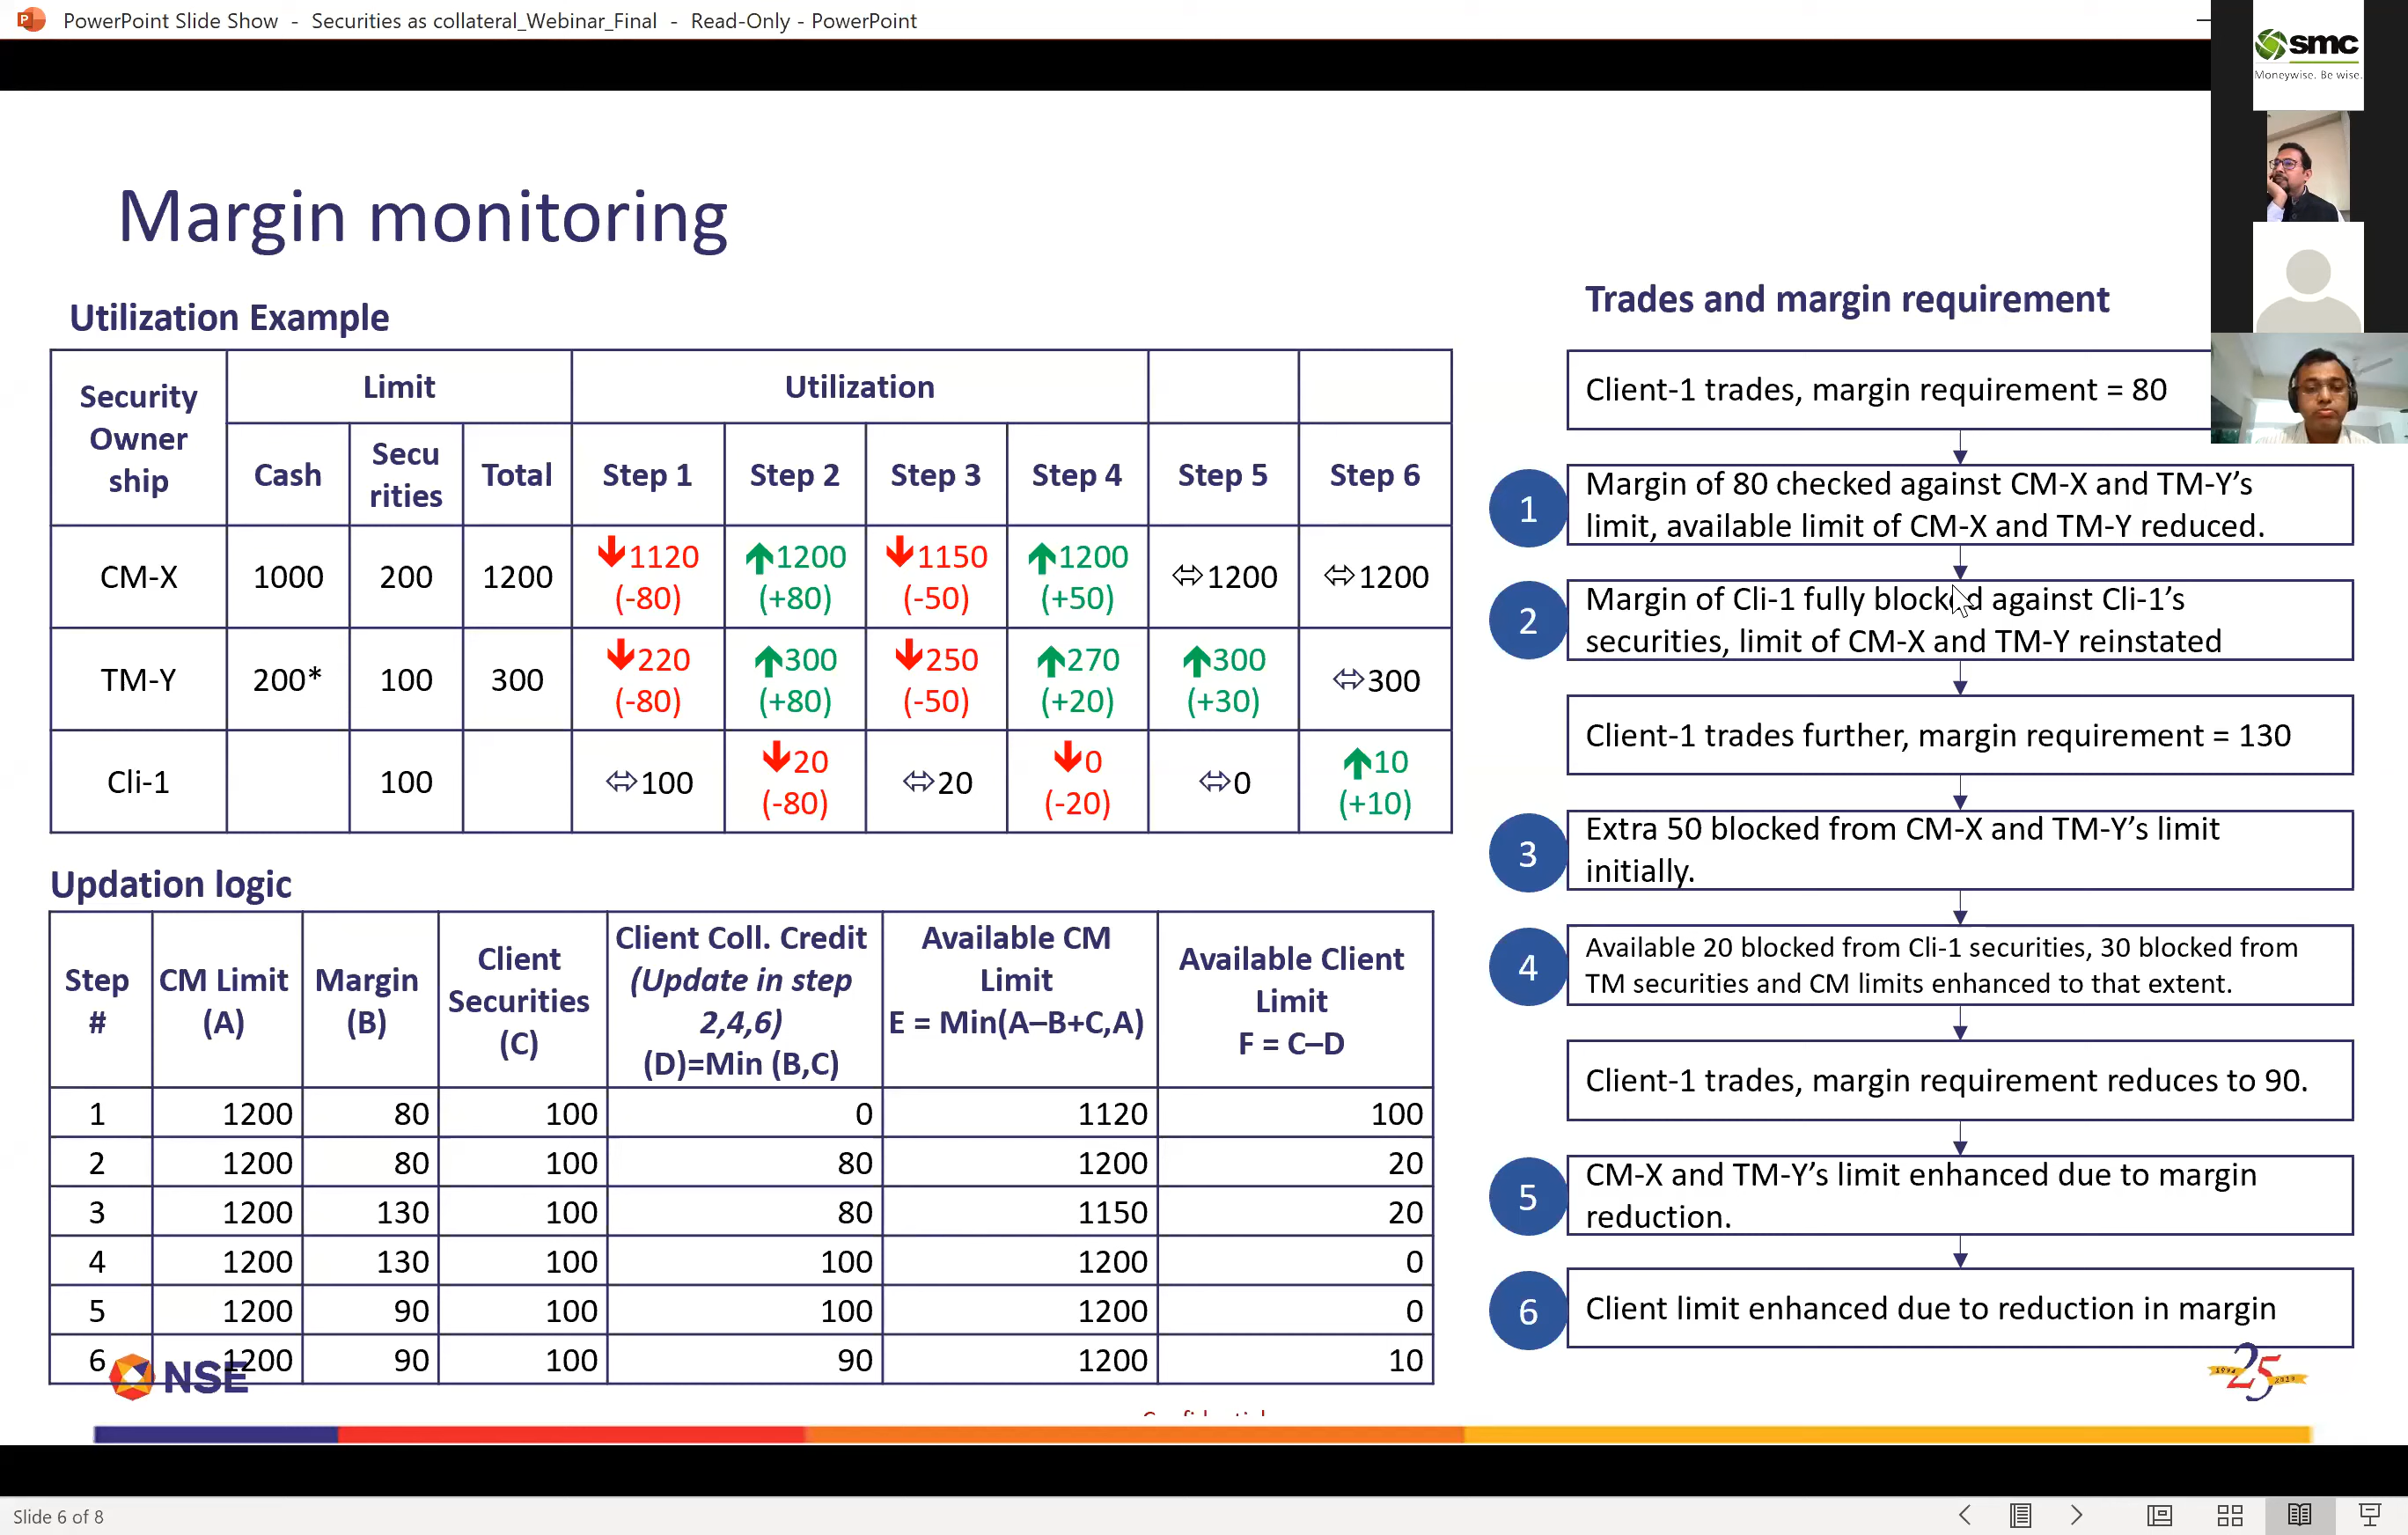 PowerPoint Slide Show - Securities as collateral_Webinar_Final - Read-Only - PowerPoint
smc
Moneywise. Be wise.
Margin monitoring
Utilization Example
Security Owner ship | Limit | Utilization
Cash | Secu rities | Total | Step 1 | Step 2 | Step 3 | Step 4 | Step 5 | Step 6
CM-X | 1000 | 200 | 1200 | ↓1120 (-80) | ↑1200 (+80) | ↓1150 (-50) | ↑1200 (+50) | ⇔1200 | ⇔1200
TM-Y | 200* | 100 | 300 | ↓220 (-80) | ↑300 (+80) | ↓250 (-50) | ↑270 (+20) | ↑300 (+30) | ⇔300
Cli-1 | 100 | ⇔100 | ↓20 (-80) | ⇔20 | ↓0 (-20) | ⇔0 | ↑10 (+10)
Updation logic
Step # | CM Limit (A) | Margin (B) | Client Securities (C) | Client Coll. Credit (Update in step 2,4,6) (D)=Min (B,C) | Available CM Limit E = Min(A–B+C,A) | Available Client Limit F = C–D
1 | 1200 | 80 | 100 | 0 | 1120 | 100
2 | 1200 | 80 | 100 | 80 | 1200 | 20
3 | 1200 | 130 | 100 | 80 | 1150 | 20
4 | 1200 | 130 | 100 | 100 | 1200 | 0
5 | 1200 | 90 | 100 | 100 | 1200 | 0
6 | 1200 | 90 | 100 | 90 | 1200 | 10
Trades and margin requirement
Client-1 trades, margin requirement = 80
1
Margin of 80 checked against CM-X and TM-Y’s
limit, available limit of CM-X and TM-Y reduced.
2
Margin of Cli-1 fully blocked against Cli-1’s
securities, limit of CM-X and TM-Y reinstated
Client-1 trades further, margin requirement = 130
3
Extra 50 blocked from CM-X and TM-Y’s limit
initially.
4
Available 20 blocked from Cli-1 securities, 30 blocked from
TM securities and CM limits enhanced to that extent.
Client-1 trades, margin requirement reduces to 90.
5
CM-X and TM-Y’s limit enhanced due to margin
reduction.
6
Client limit enhanced due to reduction in margin
NSE
25
Slide 6 of 8